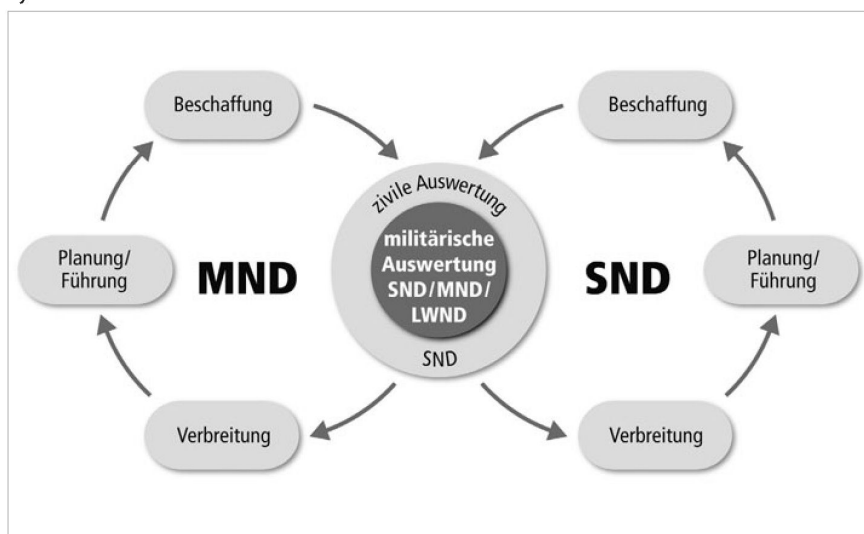 Beschaffung
Beschaffung
zivile Auswertung
militärische
Auswertung
SND/MND/
LWND
SND
Planung/
Führung
MND
SND
Planung/
Führung
Verbreitung
Verbreitung